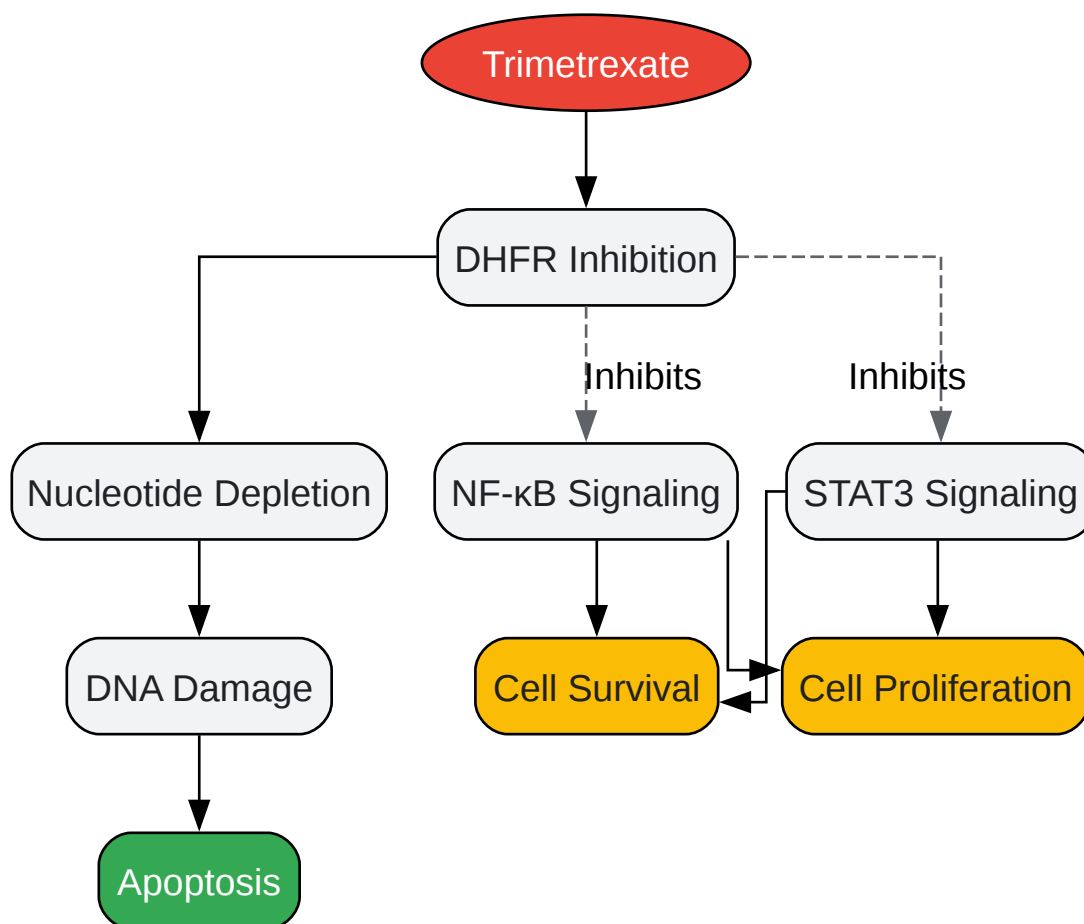 Trimetrexate
DHFR Inhibition
Inhibits
Inhibits
Nucleotide Depletion
NF-κB Signaling
STAT3 Signaling
DNA Damage
Cell Survival
Cell Proliferation
Apoptosis